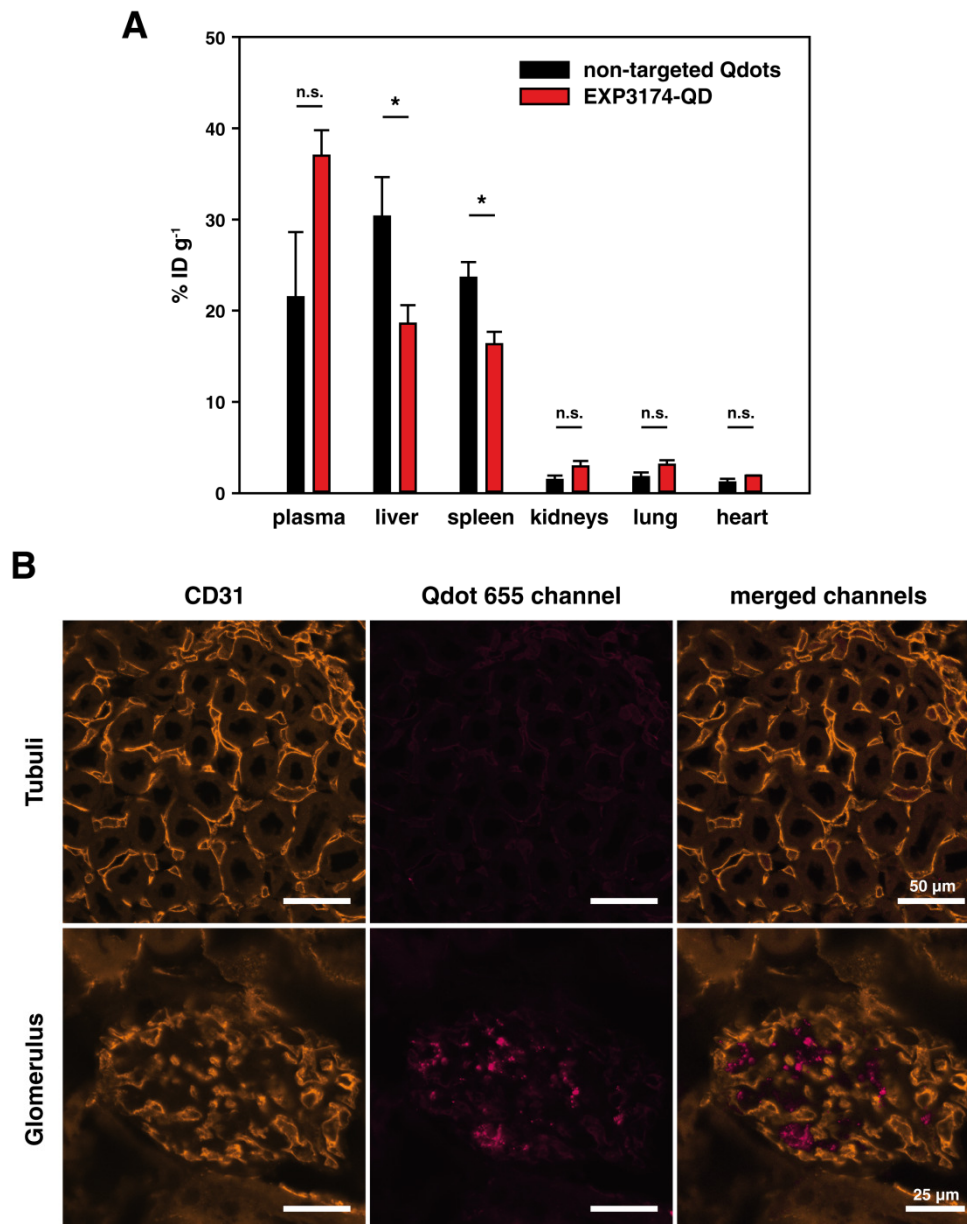 A
50
40
30
20
10
0
% ID g⁻¹
non-targeted Qdots
EXP3174-QD
n.s.
*
*
n.s.
n.s.
n.s.
plasma liver spleen kidneys lung heart
B
CD31 Qdot 655 channel merged channels
Tubuli
50 µm
Glomerulus
25 µm